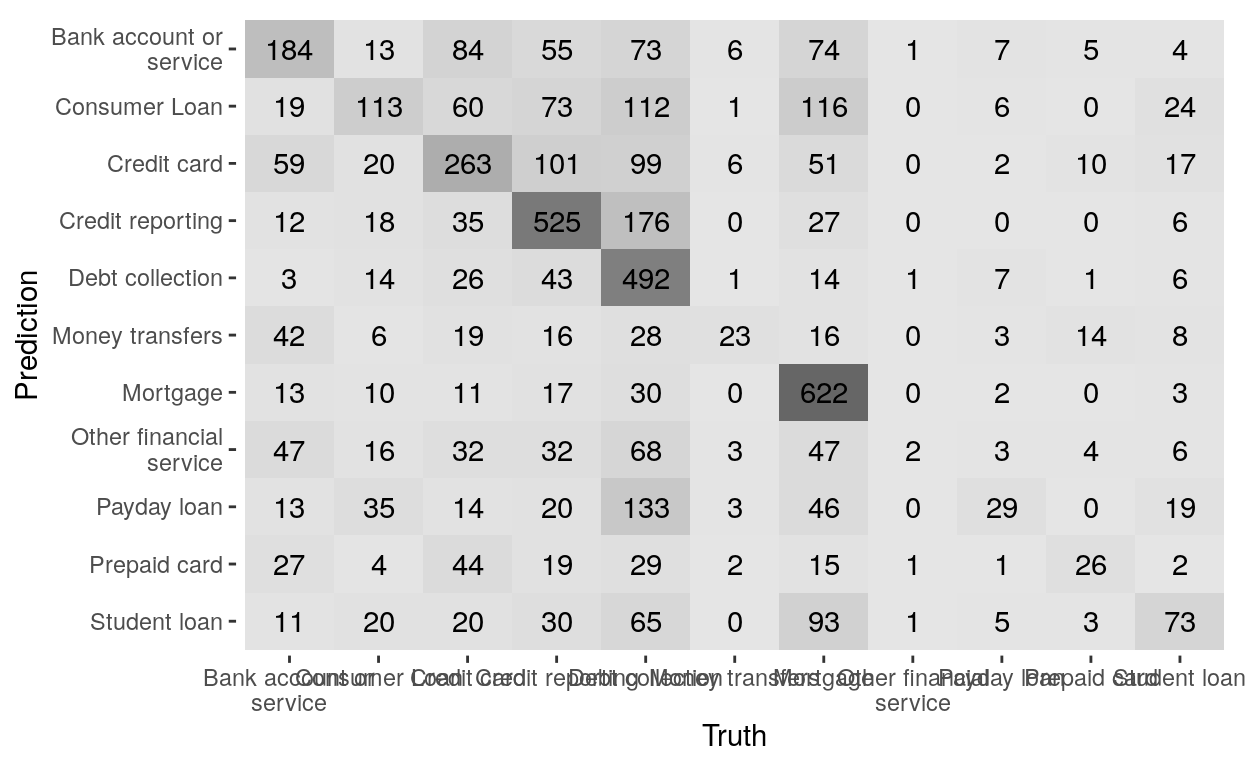 Bank account or
service
184 13 84 55 73 6 74 1 7 5 4
Consumer Loan 19 113 60 73 112 1 116 0 6 0 24
Credit card 59 20 263 101 99 6 51 0 2 10 17
Credit reporting 12 18 35 525 176 0 27 0 0 0 6
Debt collection 3 14 26 43 492 1 14 1 7 1 6
Money transfers 42 6 19 16 28 23 16 0 3 14 8
Mortgage 13 10 11 17 30 0 622 0 2 0 3
Other financial
service
47 16 32 32 68 3 47 2 3 4 6
Payday loan 13 35 14 20 133 3 46 0 29 0 19
Prepaid card 27 4 44 19 29 2 15 1 1 26 2
Student loan 11 20 20 30 65 0 93 1 5 3 73
Prediction
Bank account or Consumer Loan Credit card Credit reporting Debt collection Money transfers Mortgage Other financial Payday loan Prepaid card Student loan
service service
Truth